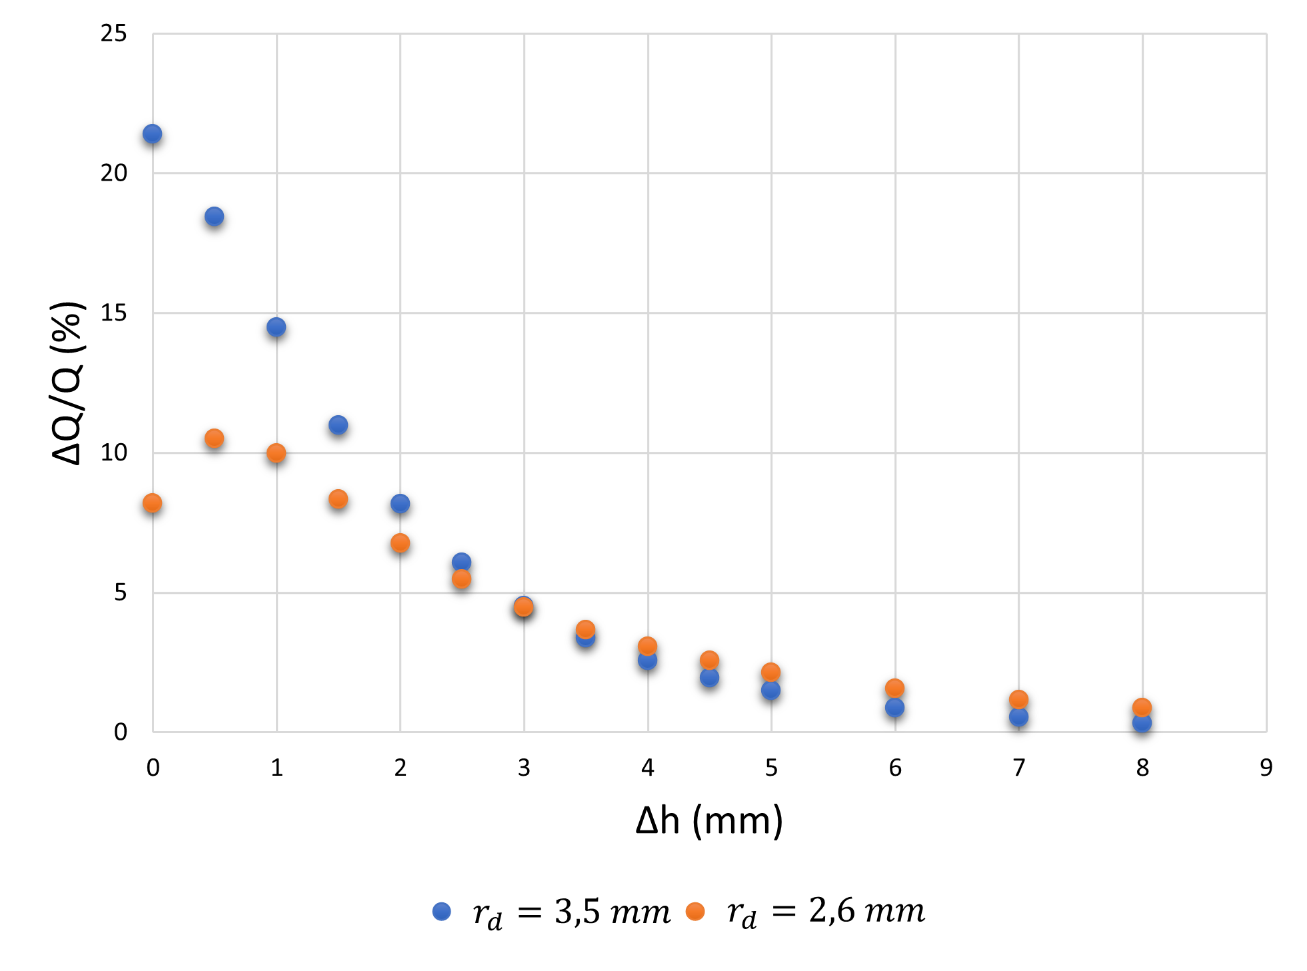 25
20
15
10
5
0
ΔQ/Q (%)
0 1 2 3 4 5 6 7 8 9
Δh (mm)
r_d = 3,5 mm r_d = 2,6 mm